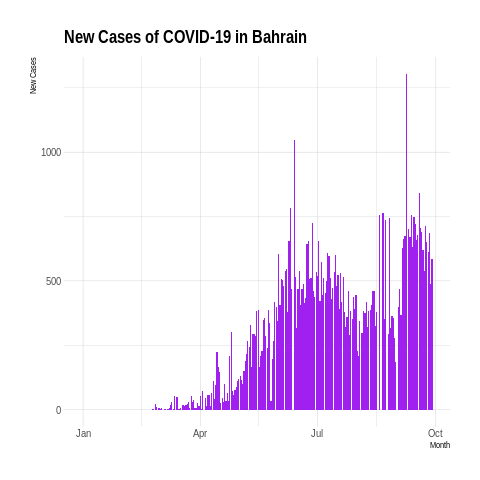 New Cases of COVID-19 in Bahrain
New Cases
1000
500
0
Jan
Apr
Jul
Oct
Month